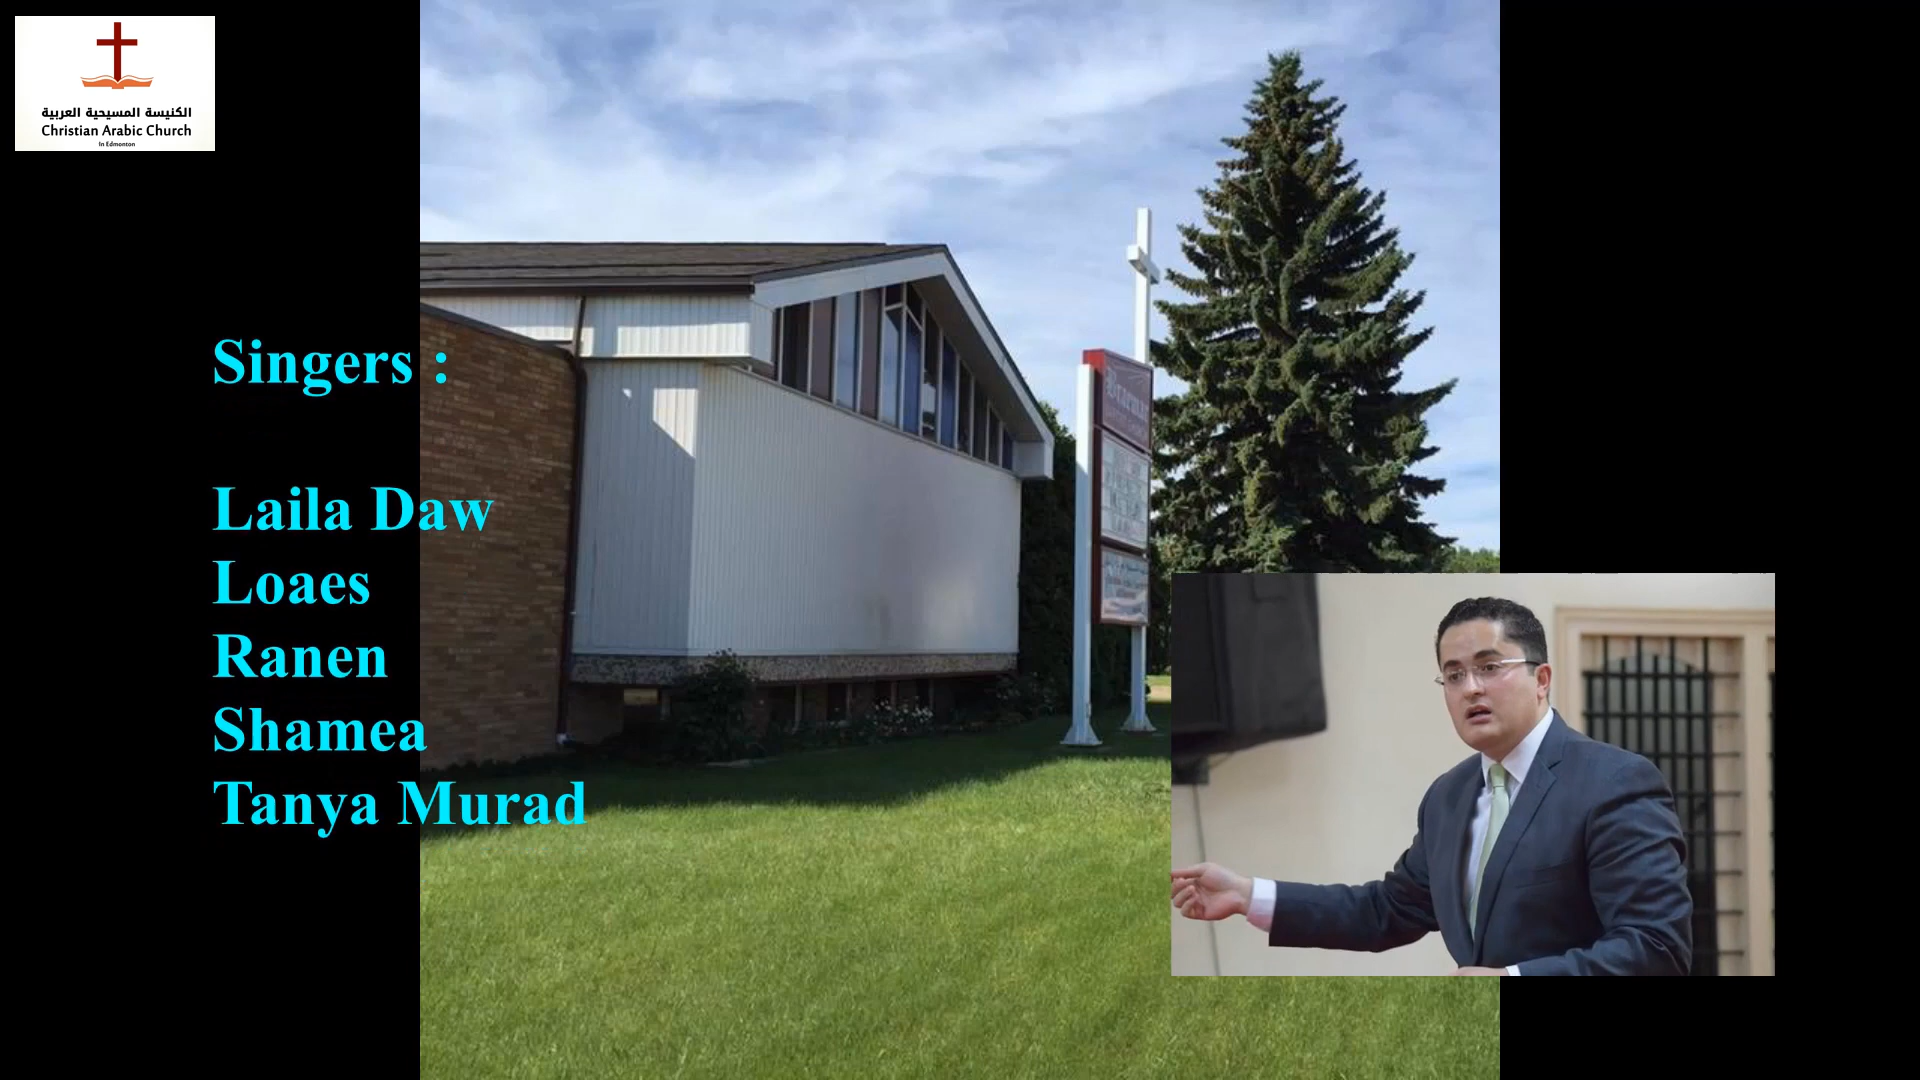 الكنيسة المسيحية العربية
Christian Arabic Church
In Edmonton
Singers :
Laila Daw
Loaes
Ranen
Shamea
Tanya Murad